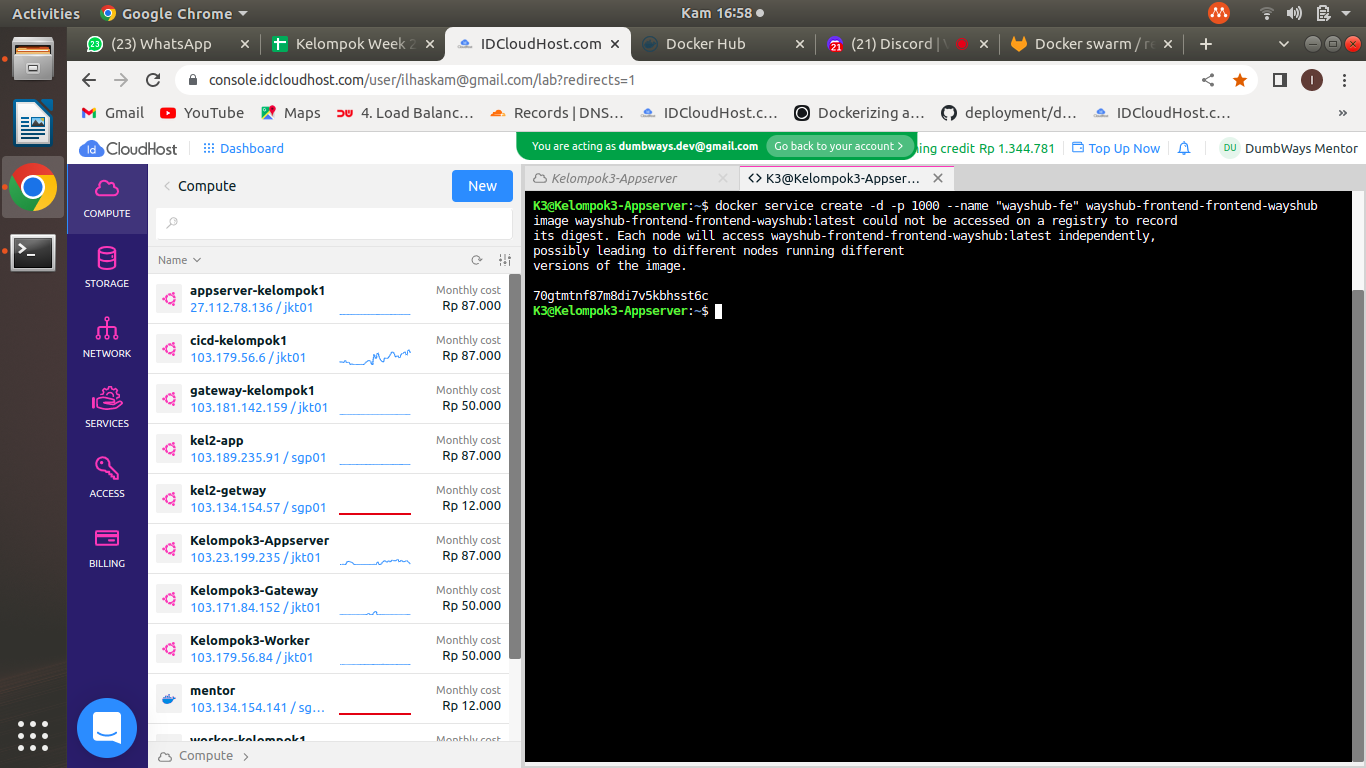 Activities
Google Chrome
Kam 16:58
(23) WhatsApp
Kelompok Week 2
IDCloudHost.com
Docker Hub
(21) Discord |
Docker swarm / re
console.idcloudhost.com/user/ilhaskam@gmail.com/lab?redirects=1
I
Gmail
YouTube
Maps
4. Load Balanc...
Records | DNS...
IDCloudHost.c...
Dockerizing a...
deployment/d...
IDCloudHost.c...
»
Id CloudHost
Dashboard
You are acting as dumbways.dev@gmail.com
Go back to your account >
ning credit Rp 1.344.781
Top Up Now
DU
DumbWays Mentor
COMPUTE
STORAGE
NETWORK
SERVICES
ACCESS
BILLING
Compute
New
Name
appserver-kelompok1
27.112.78.136 / jkt01
Monthly cost
Rp 87.000
cicd-kelompok1
103.179.56.6 / jkt01
Monthly cost
Rp 87.000
gateway-kelompok1
103.181.142.159 / jkt01
Monthly cost
Rp 50.000
kel2-app
103.189.235.91 / sgp01
Monthly cost
Rp 87.000
kel2-getway
103.134.154.57 / sgp01
Monthly cost
Rp 12.000
Kelompok3-Appserver
103.23.199.235 / jkt01
Monthly cost
Rp 87.000
Kelompok3-Gateway
103.171.84.152 / jkt01
Monthly cost
Rp 50.000
Kelompok3-Worker
103.179.56.84 / jkt01
Monthly cost
Rp 50.000
mentor
103.134.154.141 / sg...
Monthly cost
Rp 12.000
worker-kelompok1
Monthly cost
Compute
Kelompok3-Appserver
K3@Kelompok3-Appser...
K3@Kelompok3-Appserver:~$ docker service create -d -p 1000 --name "wayshub-fe" wayshub-frontend-frontend-wayshub
image wayshub-frontend-frontend-wayshub:latest could not be accessed on a registry to record
its digest. Each node will access wayshub-frontend-frontend-wayshub:latest independently,
possibly leading to different nodes running different
versions of the image.
70gtmtnf87m8di7v5kbhsst6c
K3@Kelompok3-Appserver:~$